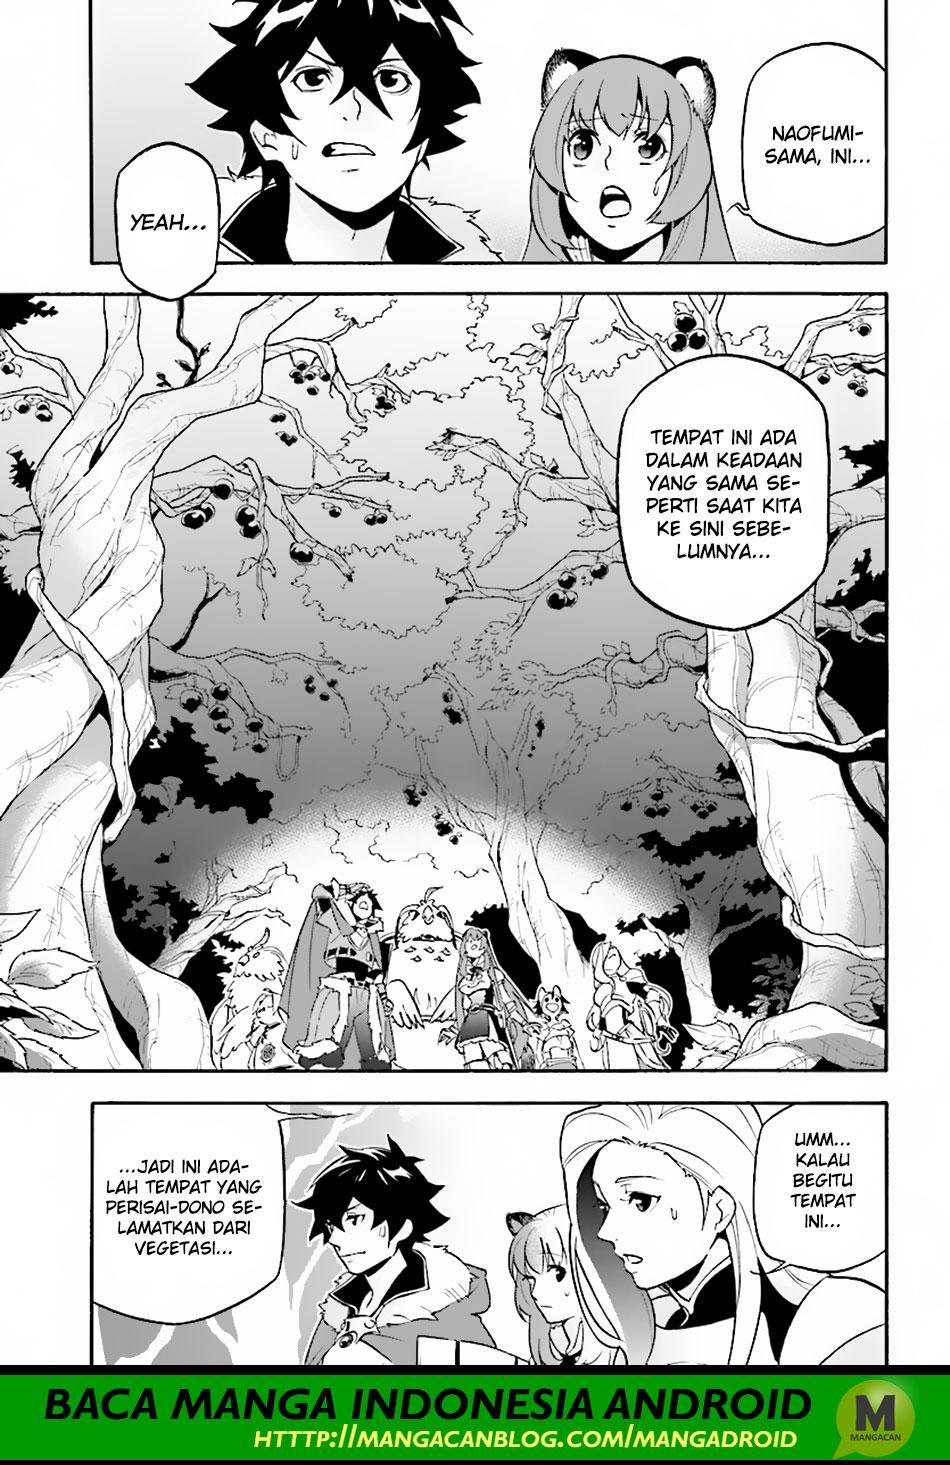 NAOFUMI-
SAMA, INI...
YEAH...
TEMPAT INI ADA
DALAM KEADAAN
YANG SAMA SE-
PERTI SAAT KITA
KE SINI SEBE-
LUMNYA...
UMM...
KALAU
BEGITU
TEMPAT
INI...
...JADI INI ADA-
LAH TEMPAT YANG
PERISAI-DONO SE-
LAMATKAN DARI
VEGETASI...
BACA MANGA INDONESIA ANDROID
HTTTP://MANGACANBLOG.COM/MANGADROID
M
MANGACAN